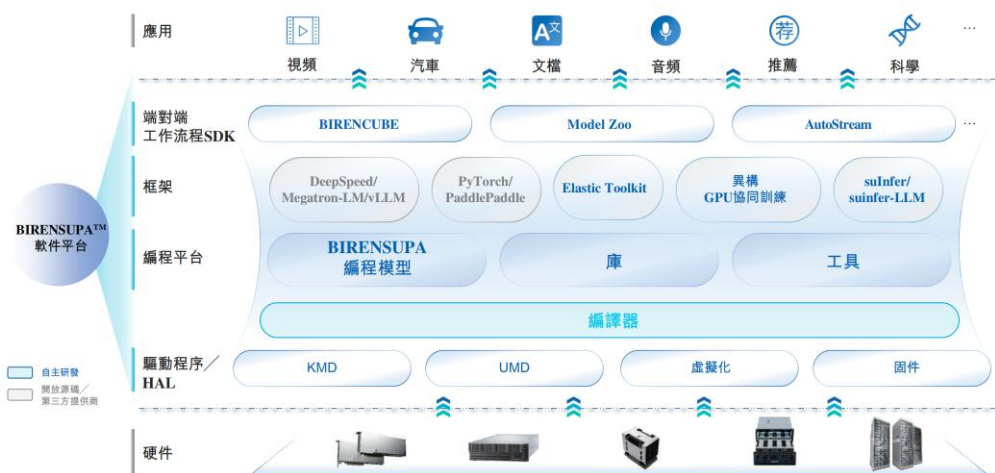 應用
A文
荐
視頻
汽車
文檔
音頻
推薦
科學
…
端對端
工作流程SDK
BIRENCUBE
Model Zoo
AutoStream
…
框架
DeepSpeed/
Megatron-LM/vLLM
PyTorch/
PaddlePaddle
Elastic Toolkit
異構
GPU協同訓練
suInfer/
suinfer-LLM
BIRENSUPA™
軟件平台
編程平台
BIRENSUPA
編程模型
庫
工具
編譯器
驅動程序／
HAL
KMD
UMD
虛擬化
固件
自主研發
開放源碼／
第三方提供商
硬件